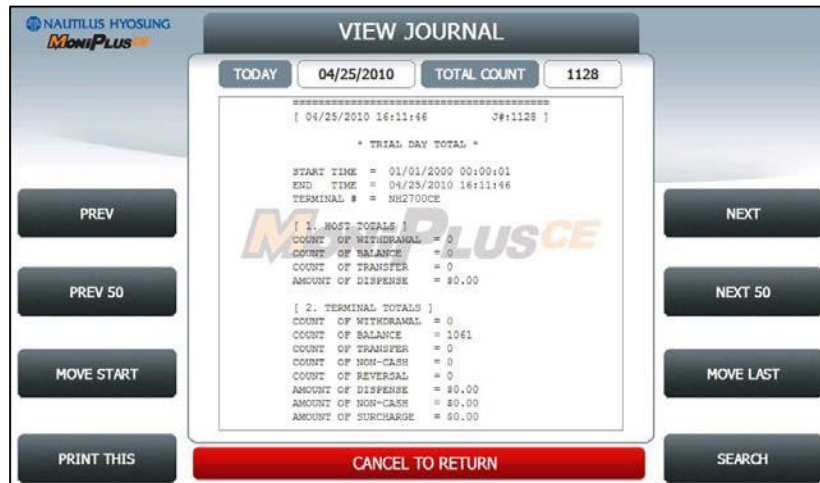 NAUTILUS HYOSUNG
MoniPlusCE
VIEW JOURNAL
TODAY 04/25/2010 TOTAL COUNT 1128
========================================
[ 04/25/2010 16:11:46 J#:1128 ]
* TRIAL DAY TOTAL *
START TIME = 01/01/2000 00:00:01
END TIME = 04/25/2010 16:11:46
TERMINAL # = NH2700CE
[ 1. HOST TOTALS ]
COUNT OF WITHDRAWAL = 0
COUNT OF BALANCE = 0
COUNT OF TRANSFER = 0
AMOUNT OF DISPENSE = $0.00
[ 2. TERMINAL TOTALS ]
COUNT OF WITHDRAWAL = 0
COUNT OF BALANCE = 1061
COUNT OF TRANSFER = 0
COUNT OF NON-CASH = 0
COUNT OF REVERSAL = 0
AMOUNT OF DISPENSE = $0.00
AMOUNT OF NON-CASH = $0.00
AMOUNT OF SURCHARGE = $0.00
MoniPlusCE
PREV
NEXT
PREV 50
NEXT 50
MOVE START
MOVE LAST
PRINT THIS
CANCEL TO RETURN
SEARCH